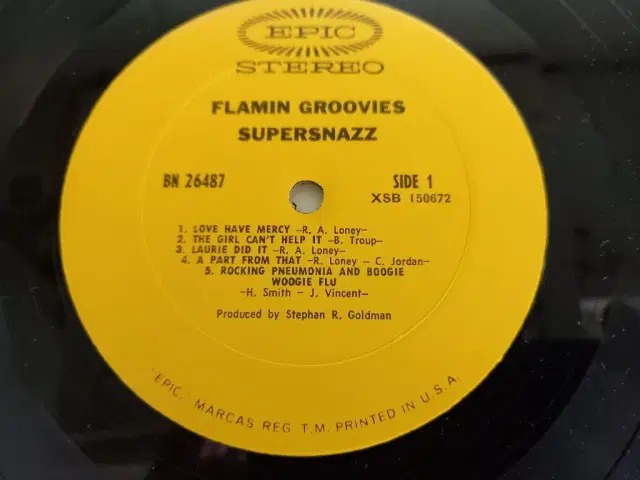 EPIC
STEREO
FLAMIN GROOVIES
SUPERSNAZZ
BN 26487
SIDE 1
XSB 150672
1. LOVE HAVE MERCY –R. A. Loney–
2. THE GIRL CAN'T HELP IT –B. Troup–
3. LAURIE DID IT –R. A. Loney–
4. A PART FROM THAT –R. Loney – C. Jordan–
5. ROCKING PNEUMONIA AND BOOGIE
WOOGIE FLU
–H. Smith – J. Vincent–
Produced by Stephan R. Goldman
"EPIC," MARCAS REG. T.M. PRINTED IN U.S.A.